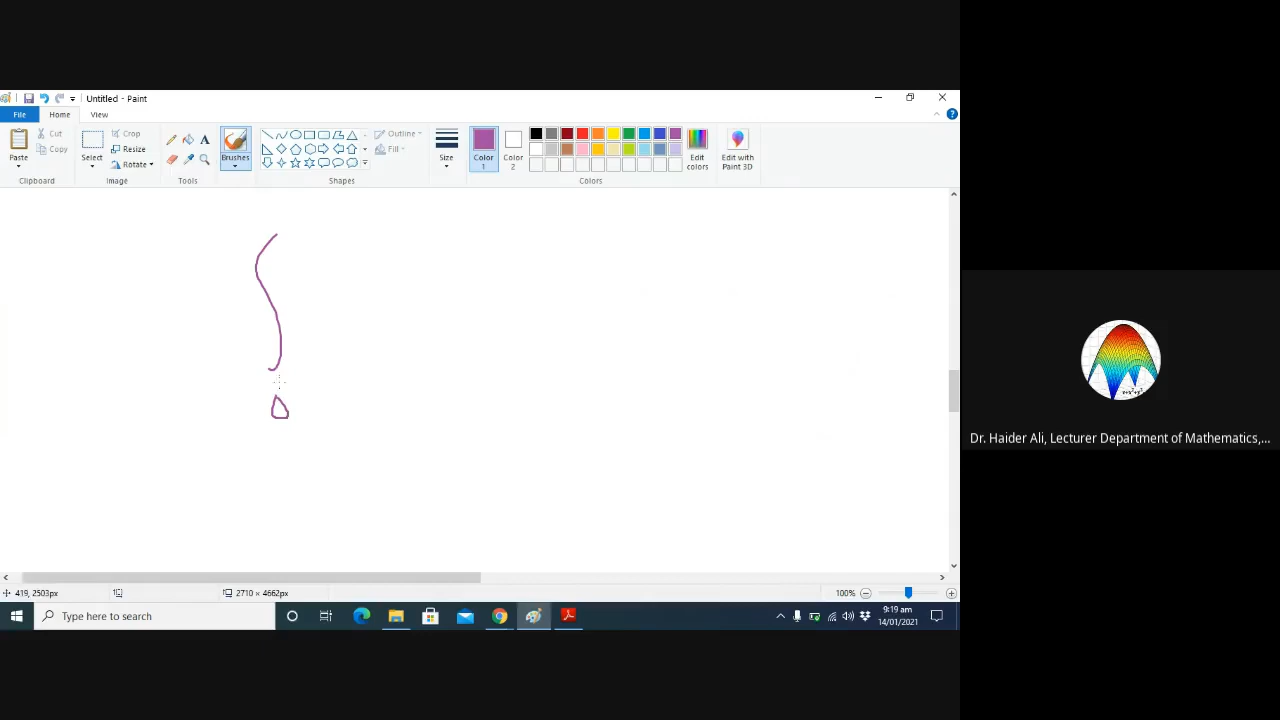 Untitled - Paint
File Home View
Paste
Cut
Copy
Clipboard
Select
Crop
Resize
Rotate
Image
Tools
Brushes
Outline
Fill
Shapes
Size
Color 1
Color 2
Edit colors
Colors
Edit with Paint 3D
∫
0
419, 2503px
2710 × 4662px
100%
Type here to search
9:19 am
14/01/2021
Dr. Haider Ali, Lecturer Department of Mathematics,...